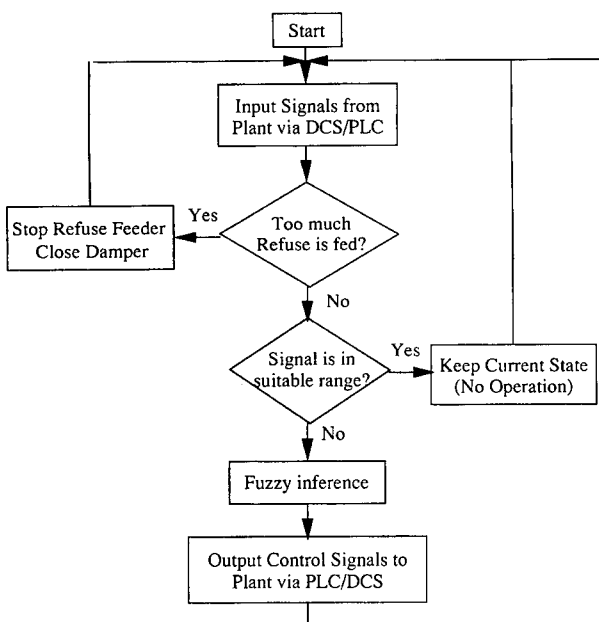 Start
Input Signals from
Plant via DCS/PLC
Too much
Refuse is fed?
Yes
Stop Refuse Feeder
Close Damper
No
Signal is in
suitable range?
Yes
Keep Current State
(No Operation)
No
Fuzzy inference
Output Control Signals to
Plant via PLC/DCS